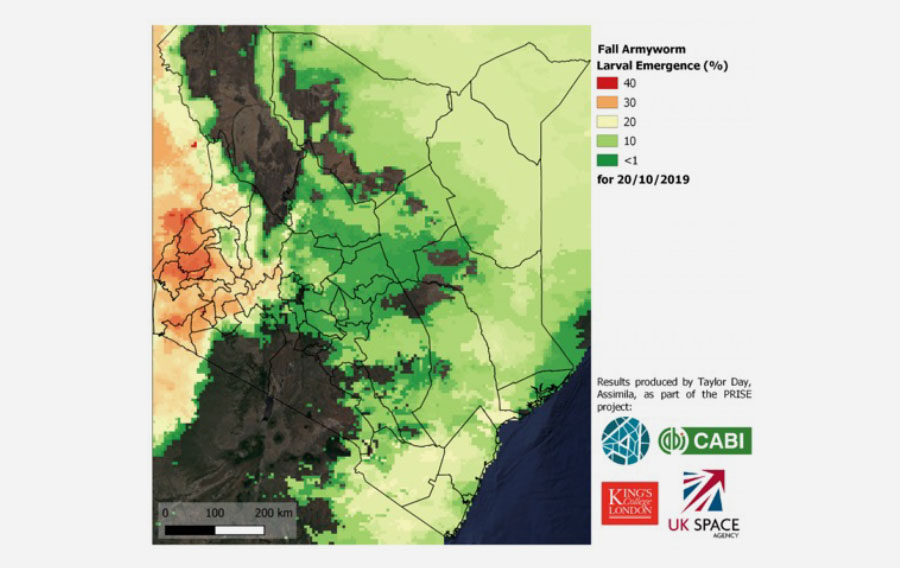 Fall Armyworm
Larval Emergence (%)
40
30
20
10
<1
for 20/10/2019
Results produced by Taylor Day,
Assimila, as part of the PRISE
project:
CABI
KING'S
College
LONDON
UK SPACE
AGENCY
0 100 200 km